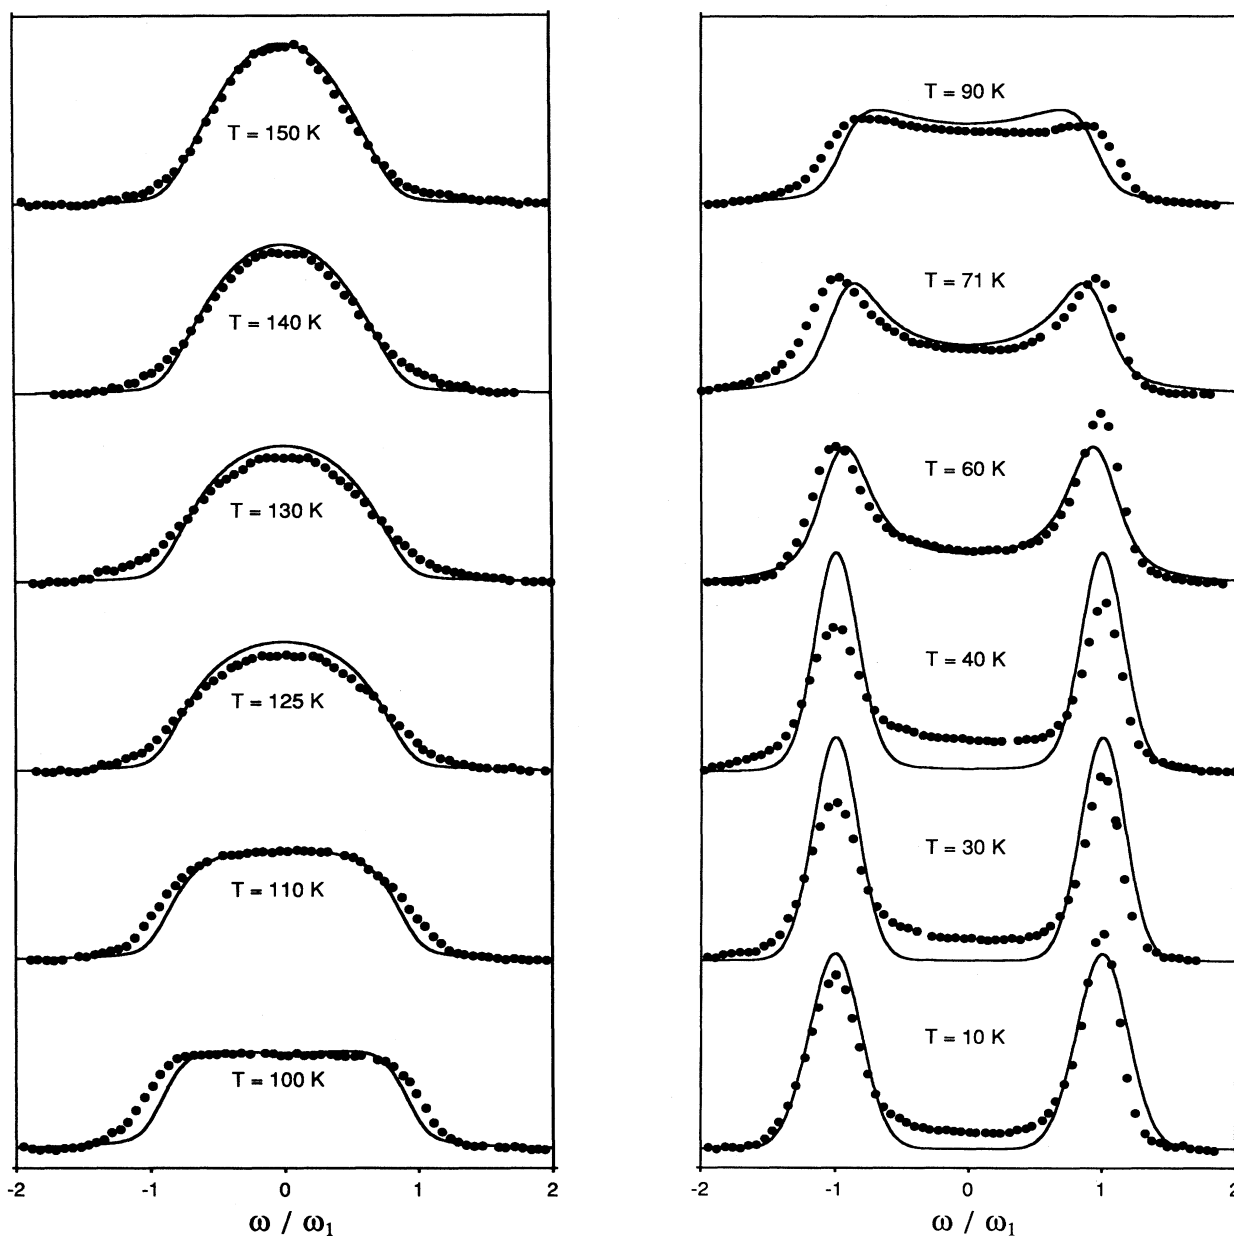 T = 150 K
T = 140 K
T = 130 K
T = 125 K
T = 110 K
T = 100 K
-2 -1 0 1 2
ω / ω₁
T = 90 K
T = 71 K
T = 60 K
T = 40 K
T = 30 K
T = 10 K
-2 -1 0 1 2
ω / ω₁